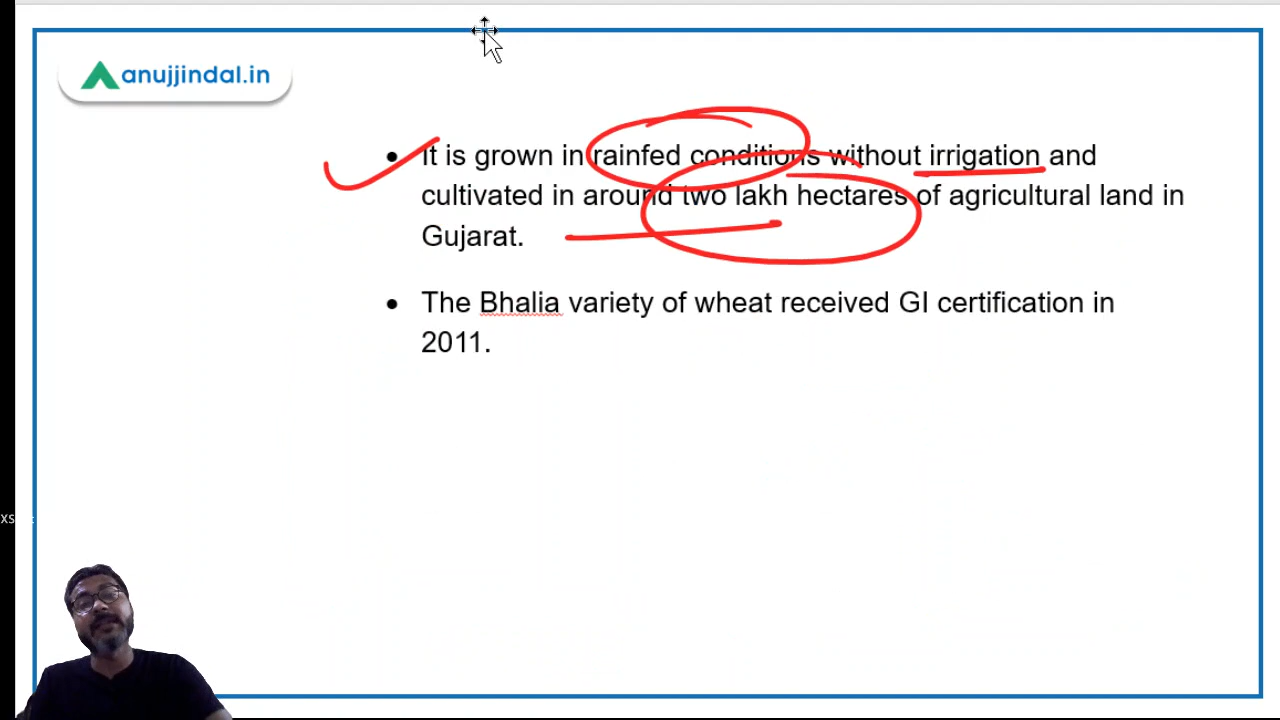 anujjindal.in
• It is grown in rainfed conditions without irrigation and
cultivated in around two lakh hectares of agricultural land in
Gujarat.
• The Bhalia variety of wheat received GI certification in
2011.